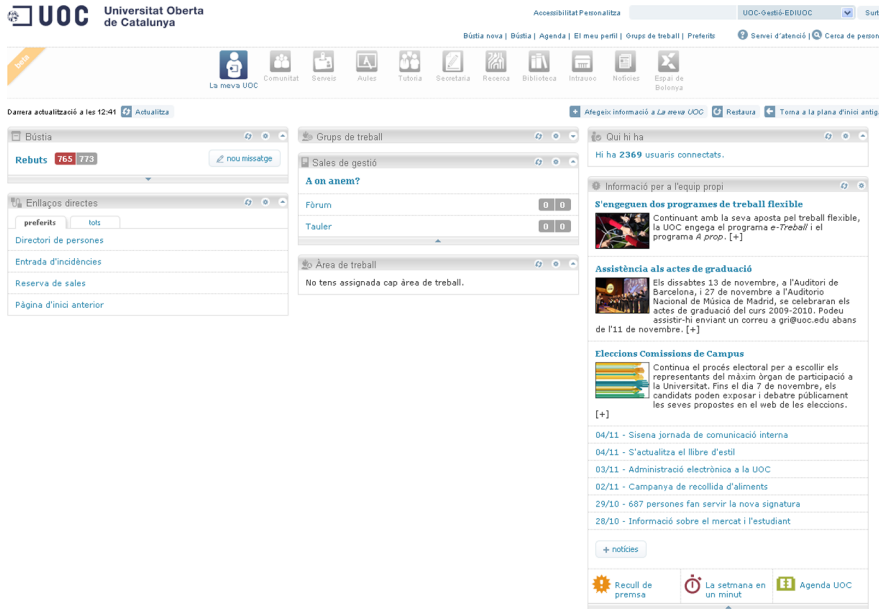 UOC
Universitat Oberta
de Catalunya
Accessibilitat Personalitza
UOC-Gestió-EDIUOC
Surt
Bústia nova | Bústia | Agenda | El meu perfil | Grups de treball | Preferits
Servei d'atenció | Cerca de person
beta
La meva UOC
Comunitat
Serveis
Aules
Tutoria
Secretaria
Recerca
Biblioteca
Intrauoc
Notícies
Espai de
Bolonya
Darrera actualització a les 12:41
Actualitza
Afegeix informació a La meva UOC
Restaura
Torna a la plana d'inici antig
Bústia
Rebuts 765 773
nou missatge
Enllaços directes
preferits
tots
Directori de persones
Entrada d'incidències
Reserva de sales
Pàgina d'inici anterior
Grups de treball
Sales de gestió
A on anem?
Fòrum 0 0
Tauler 0 0
Àrea de treball
No tens assignada cap àrea de treball.
Qui hi ha
Hi ha 2369 usuaris connectats.
Informació per a l'equip propi
S'engeguen dos programes de treball flexible
Continuant amb la seva aposta pel treball flexible,
la UOC engega el programa e-Treball i el
programa A prop. [+]
Assistència als actes de graduació
Els dissabtes 13 de novembre, a l'Auditori de
Barcelona, i 27 de novembre a l'Auditorio
Nacional de Música de Madrid, se celebraran els
actes de graduació del curs 2009-2010. Podeu
assistir-hi enviant un correu a gri@uoc.edu abans
de l'11 de novembre. [+]
Eleccions Comissions de Campus
Continua el procés electoral per a escollir els
representants del máxim òrgan de participació a
la Universitat. Fins el dia 7 de novembre, els
candidats poden exposar i debatre públicament
les seves propostes en el web de les eleccions.
[+]
04/11 - Sisena jornada de comunicació interna
04/11 - S'actualitza el llibre d'estil
03/11 - Administració electrònica a la UOC
02/11 - Campanya de recollida d'aliments
29/10 - 687 persones fan servir la nova signatura
28/10 - Informació sobre el mercat i l'estudiant
+ notícies
Recull de
premsa
La setmana en
un minut
Agenda UOC